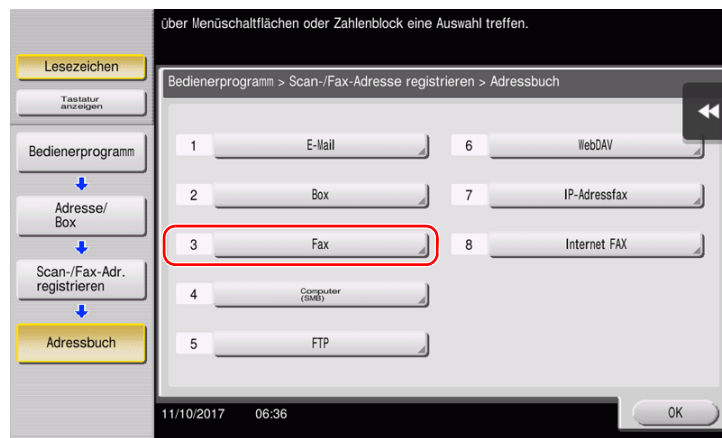 über Menüschaltflächen oder Zahlenblock eine Auswahl treffen.
Lesezeichen
Tastatur
anzeigen
Bedienerprogramm
Adresse/
Box
Scan-/Fax-Adr.
registrieren
Adressbuch
Bedienerprogramm > Scan-/Fax-Adresse registrieren > Adressbuch
1 E-Mail
2 Box
3 Fax
4 Computer
(SMB)
5 FTP
6 WebDAV
7 IP-Adressfax
8 Internet FAX
11/10/2017 06:36
OK